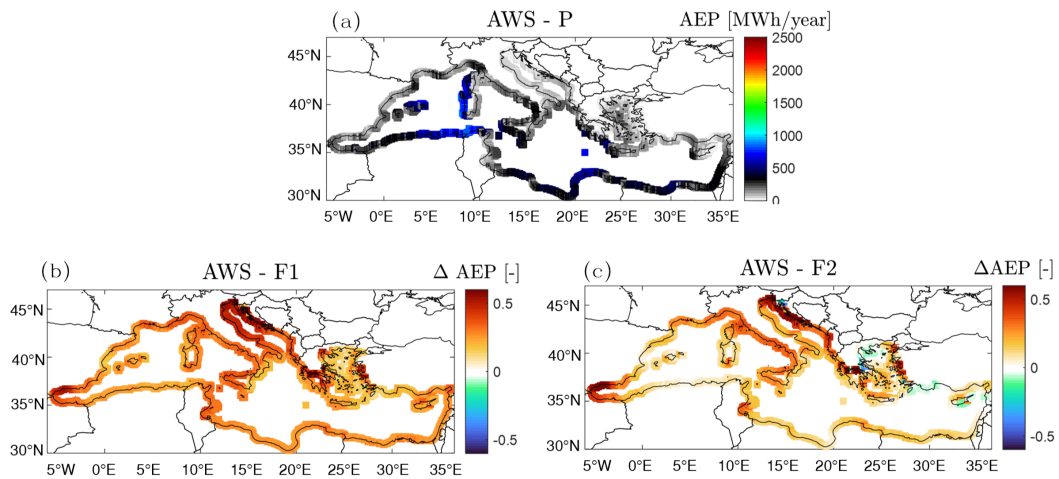 (a) AWS - P AEP [MWh/year]
45°N
40°N
35°N
30°N
5°W 0°E 5°E 10°E 15°E 20°E 25°E 30°E 35°E
2500
2000
1500
1000
500
0
(b) AWS - F1 Δ AEP [-]
45°N
40°N
35°N
30°N
5°W 0°E 5°E 10°E 15°E 20°E 25°E 30°E 35°E
0.5
0
-0.5
(c) AWS - F2 ΔAEP [-]
45°N
40°N
35°N
30°N
5°W 0°E 5°E 10°E 15°E 20°E 25°E 30°E 35°E
0.5
0
-0.5